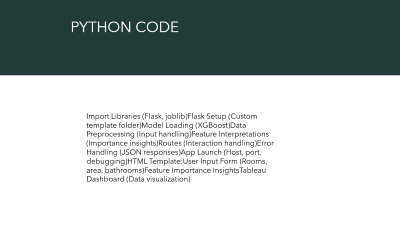 PYTHON CODE
Import Libraries (Flask, joblib)Flask Setup (Custom
template folder)Model Loading (XGBoost)Data
Preprocessing (Input handling)Feature Interpretations
(Importance insights)Routes (Interaction handling)Error
Handling (JSON responses)App Launch (Host, port,
debugging)HTML Template:User Input Form (Rooms,
area, bathrooms)Feature Importance InsightsTableau
Dashboard (Data visualization)